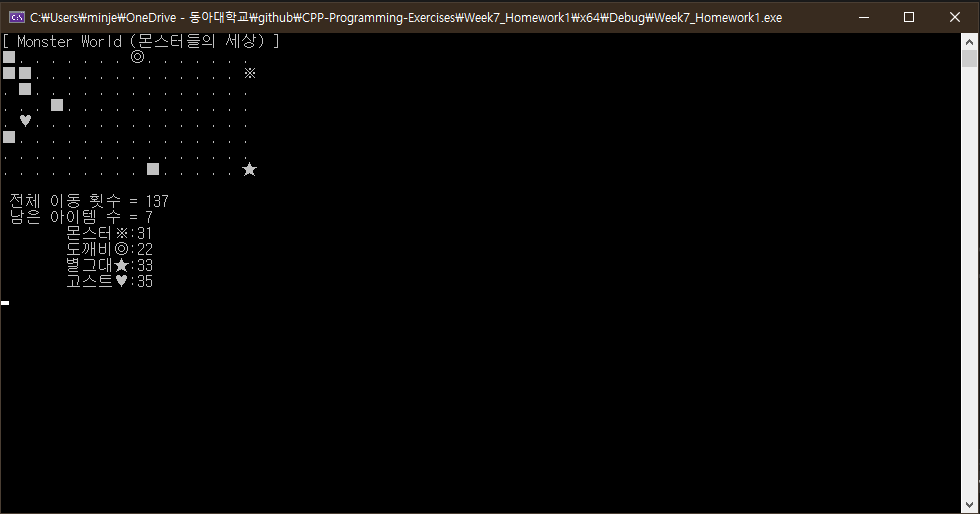 C:₩Users₩minje₩OneDrive - 동아대학교₩github₩CPP-Programming-Exercises₩Week7_Homework1₩x64₩Debug₩Week7_Homework1.exe
[ Monster World (몬스터들의 세상) ]
■. . . . . . . ◎. . . . . . .
■■. . . . . . . . . . . . . ※
. ■. . . . . . . . . . . . . .
. . . ■. . . . . . . . . . . .
. ♥. . . . . . . . . . . . . .
■. . . . . . . . . . . . . . .
. . . . . . . . . . . . . . . .
. . . . . . . . . ■. . . . . ★
전체 이동 횟수 = 137
남은 아이템 수 = 7
몬스터※:31
도깨비◎:22
별그대★:33
고스트♥:35